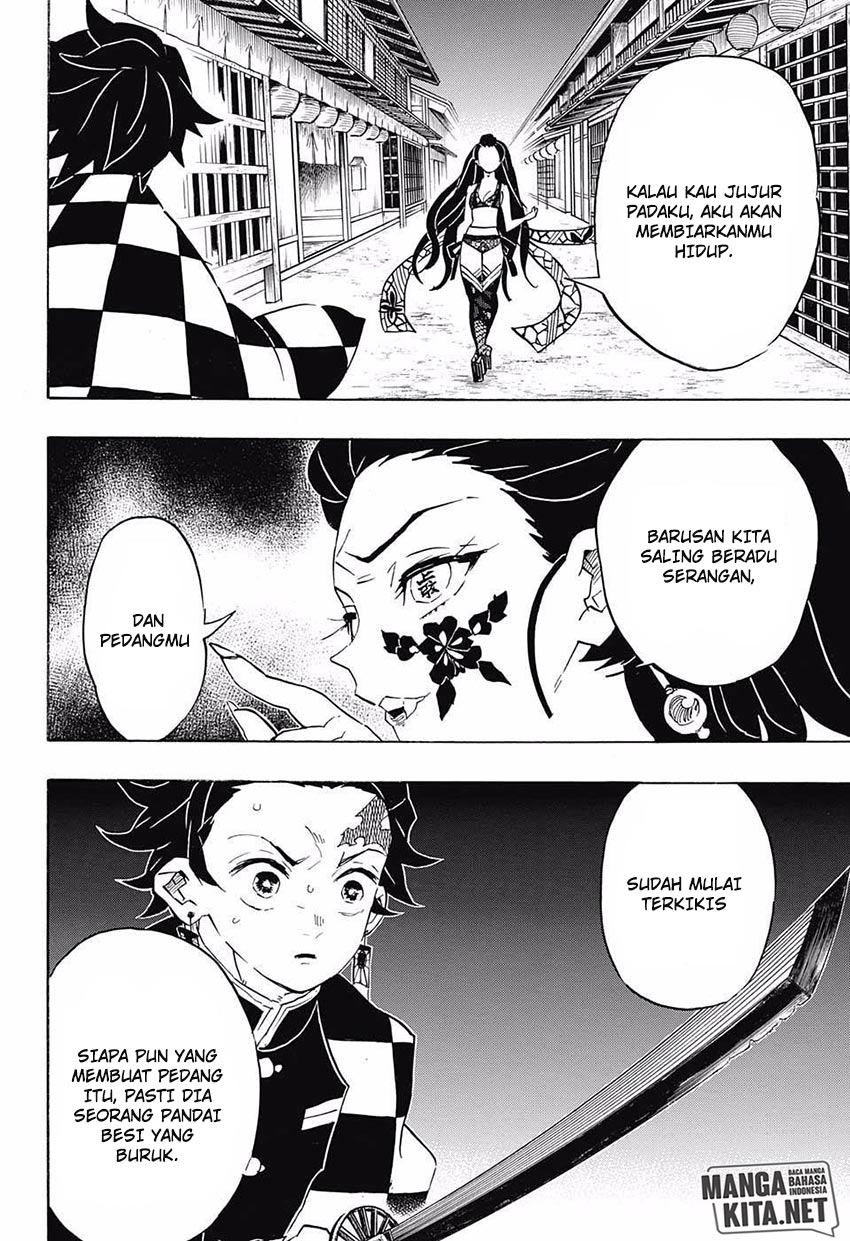 KALAU KAU JUJUR
PADAKU, AKU AKAN
MEMBIARKANMU
HIDUP.
BARUSAN KITA
SALING BERADU
SERANGAN,
DAN
PEDANGMU
SUDAH MULAI
TERKIKIS
SIAPA PUN YANG
MEMBUAT PEDANG
ITU, PASTI DIA
SEORANG PANDAI
BESI YANG
BURUK.
MANGA
BACA MANGA
BAHASA
INDONESIA
KITA.NET